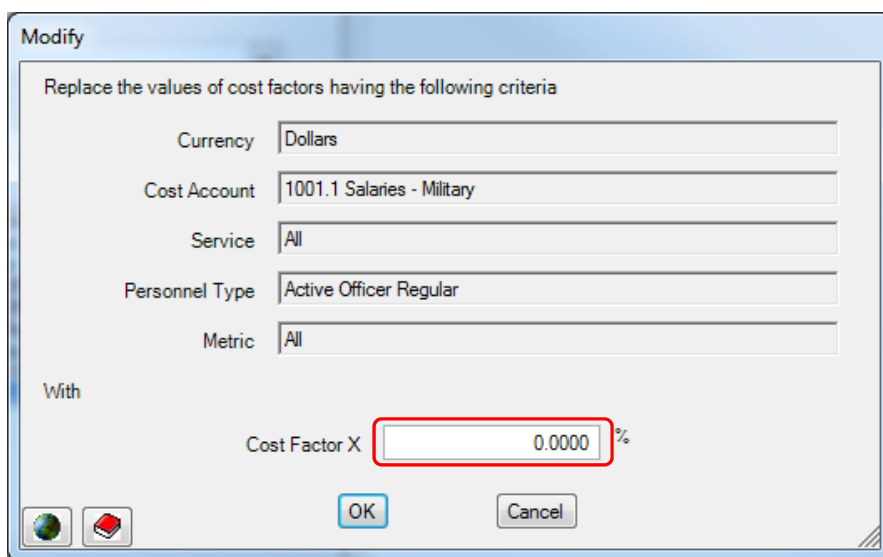 Modify
Replace the values of cost factors having the following criteria
Currency Dollars
Cost Account 1001.1 Salaries - Military
Service All
Personnel Type Active Officer Regular
Metric All
With
Cost Factor X 0.0000 %
OK Cancel